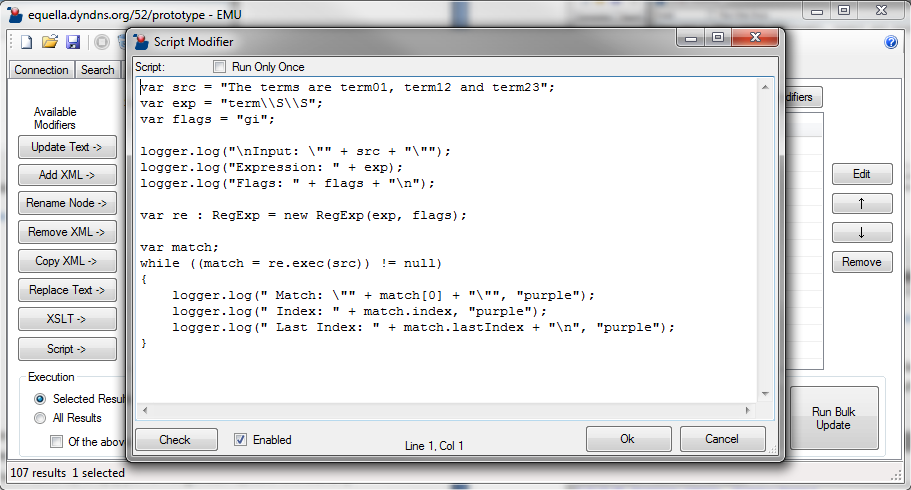 equella.dyndns.org/52/prototype - EMU
Connection
Search
Script Modifier
Script:
Run Only Once
var src = "The terms are term01, term12 and term23";
var exp = "term\\S\\S";
var flags = "gi";
logger.log("\nInput: \"" + src + "\"");
logger.log("Expression: " + exp);
logger.log("Flags: " + flags + "\n");
var re : RegExp = new RegExp(exp, flags);
var match;
while ((match = re.exec(src)) != null)
{
    logger.log(" Match: \"" + match[0] + "\"", "purple");
    logger.log(" Index: " + match.index, "purple");
    logger.log(" Last Index: " + match.lastIndex + "\n", "purple");
}
Check
Enabled
Line 1, Col 1
Ok
Cancel
Available
Modifiers
Update Text ->
Add XML ->
Rename Node ->
Remove XML ->
Copy XML ->
Replace Text ->
XSLT ->
Script ->
Execution
Selected Resul
All Results
Of the abov
difiers
Edit
↑
↓
Remove
Run Bulk
Update
107 results 1 selected